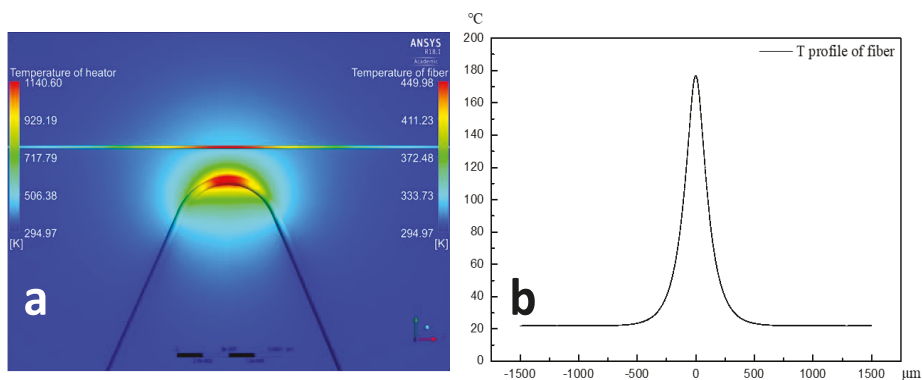 ANSYS
R18.1
Academic
Temperature of heator
1140.60
929.19
717.79
506.38
294.97
[K]
Temperature of fiber
449.98
411.23
372.48
333.73
294.97
[K]
a
°C
200
180
160
140
120
100
80
60
40
20
0
T profile of fiber
b
-1500
-1000
-500
0
500
1000
1500
μm